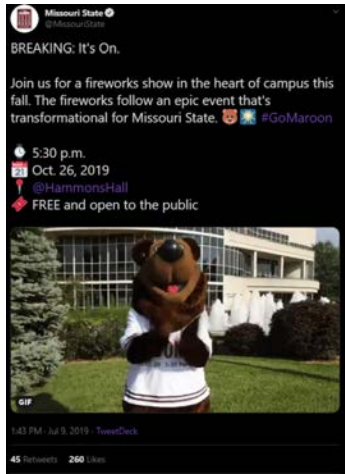 Missouri State
@MissouriState
BREAKING: It's On.
Join us for a fireworks show in the heart of campus this
fall. The fireworks follow an epic event that's
transformational for Missouri State. 🐻 🎆 #GoMaroon
5:30 p.m.
Oct. 26, 2019
@HammonsHall
FREE and open to the public
GIF
1:43 PM · Jul 9, 2019 · TweetDeck
45 Retweets 260 Likes